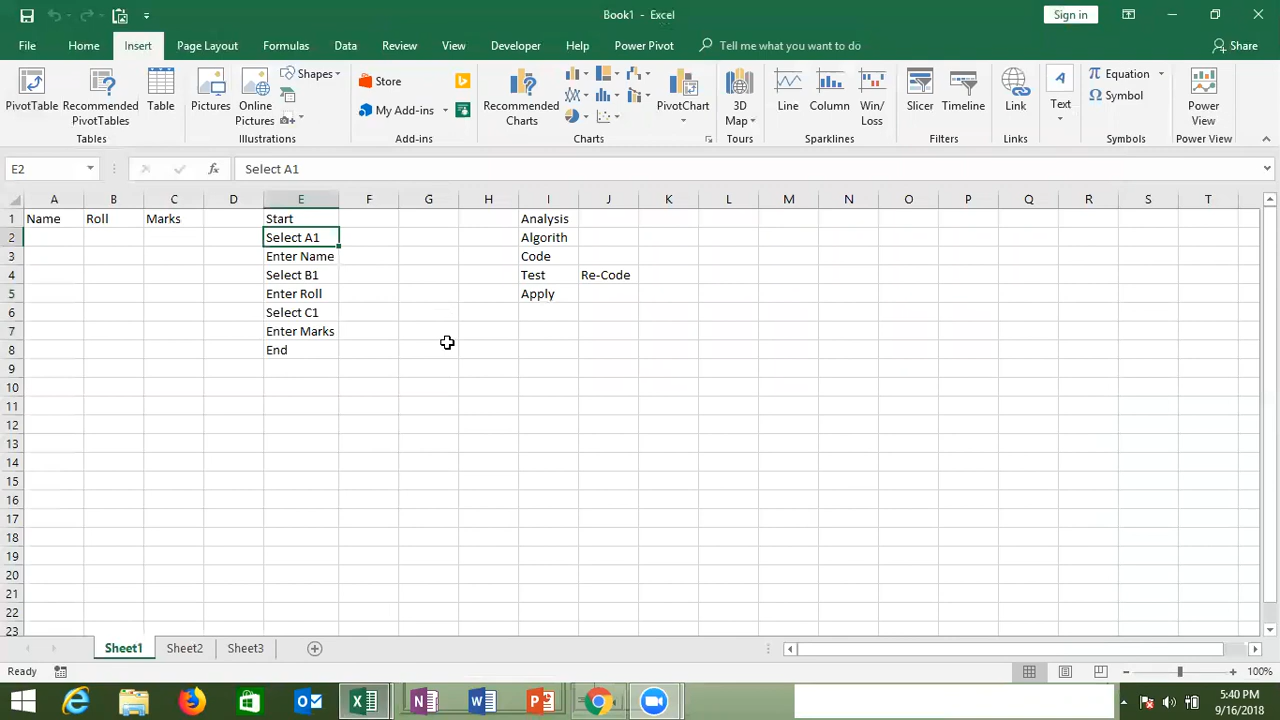 Book1 - Excel
Sign in
File Home Insert Page Layout Formulas Data Review View Developer Help Power Pivot Tell me what you want to do Share
PivotTable Recommended PivotTables Table Pictures Online Pictures Shapes Store My Add-ins Recommended Charts PivotChart 3D Map Line Column Win/Loss Slicer Timeline Link Text Equation Symbol Power View
Tables Illustrations Add-ins Charts Tours Sparklines Filters Links Symbols Power View
E2 fx Select A1
A B C D E F G H I J K L M N O P Q R S T
1 Name Roll Marks Start Analysis
2 Select A1 Algorith
3 Enter Name Code
4 Select B1 Test Re-Code
5 Enter Roll Apply
6 Select C1
7 Enter Marks
8 End
9
10
11
12
13
14
15
16
17
18
19
20
21
22
23
Sheet1 Sheet2 Sheet3
Ready 100%
5:40 PM
9/16/2018